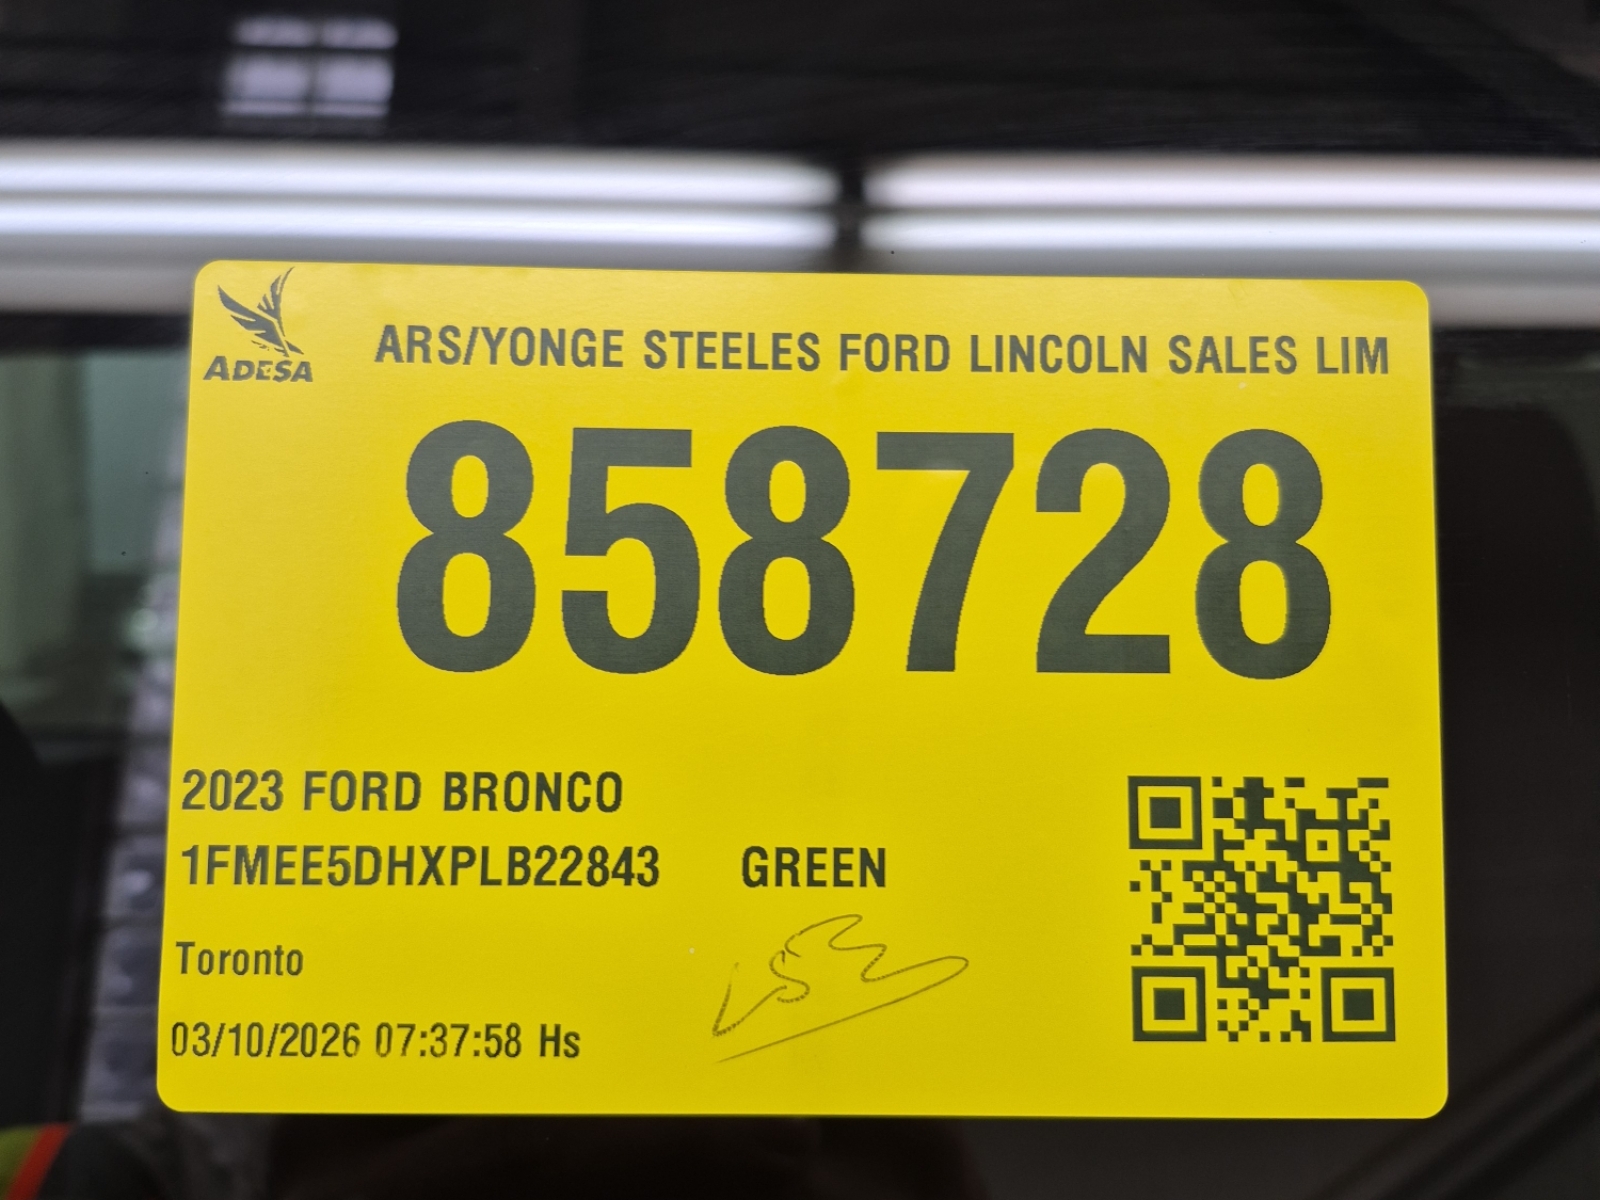 ADESA
ARS/YONGE STEELES FORD LINCOLN SALES LIM
858728
2023 FORD BRONCO
1FMEE5DHXPLB22843 GREEN
Toronto
03/10/2026 07:37:58 Hs